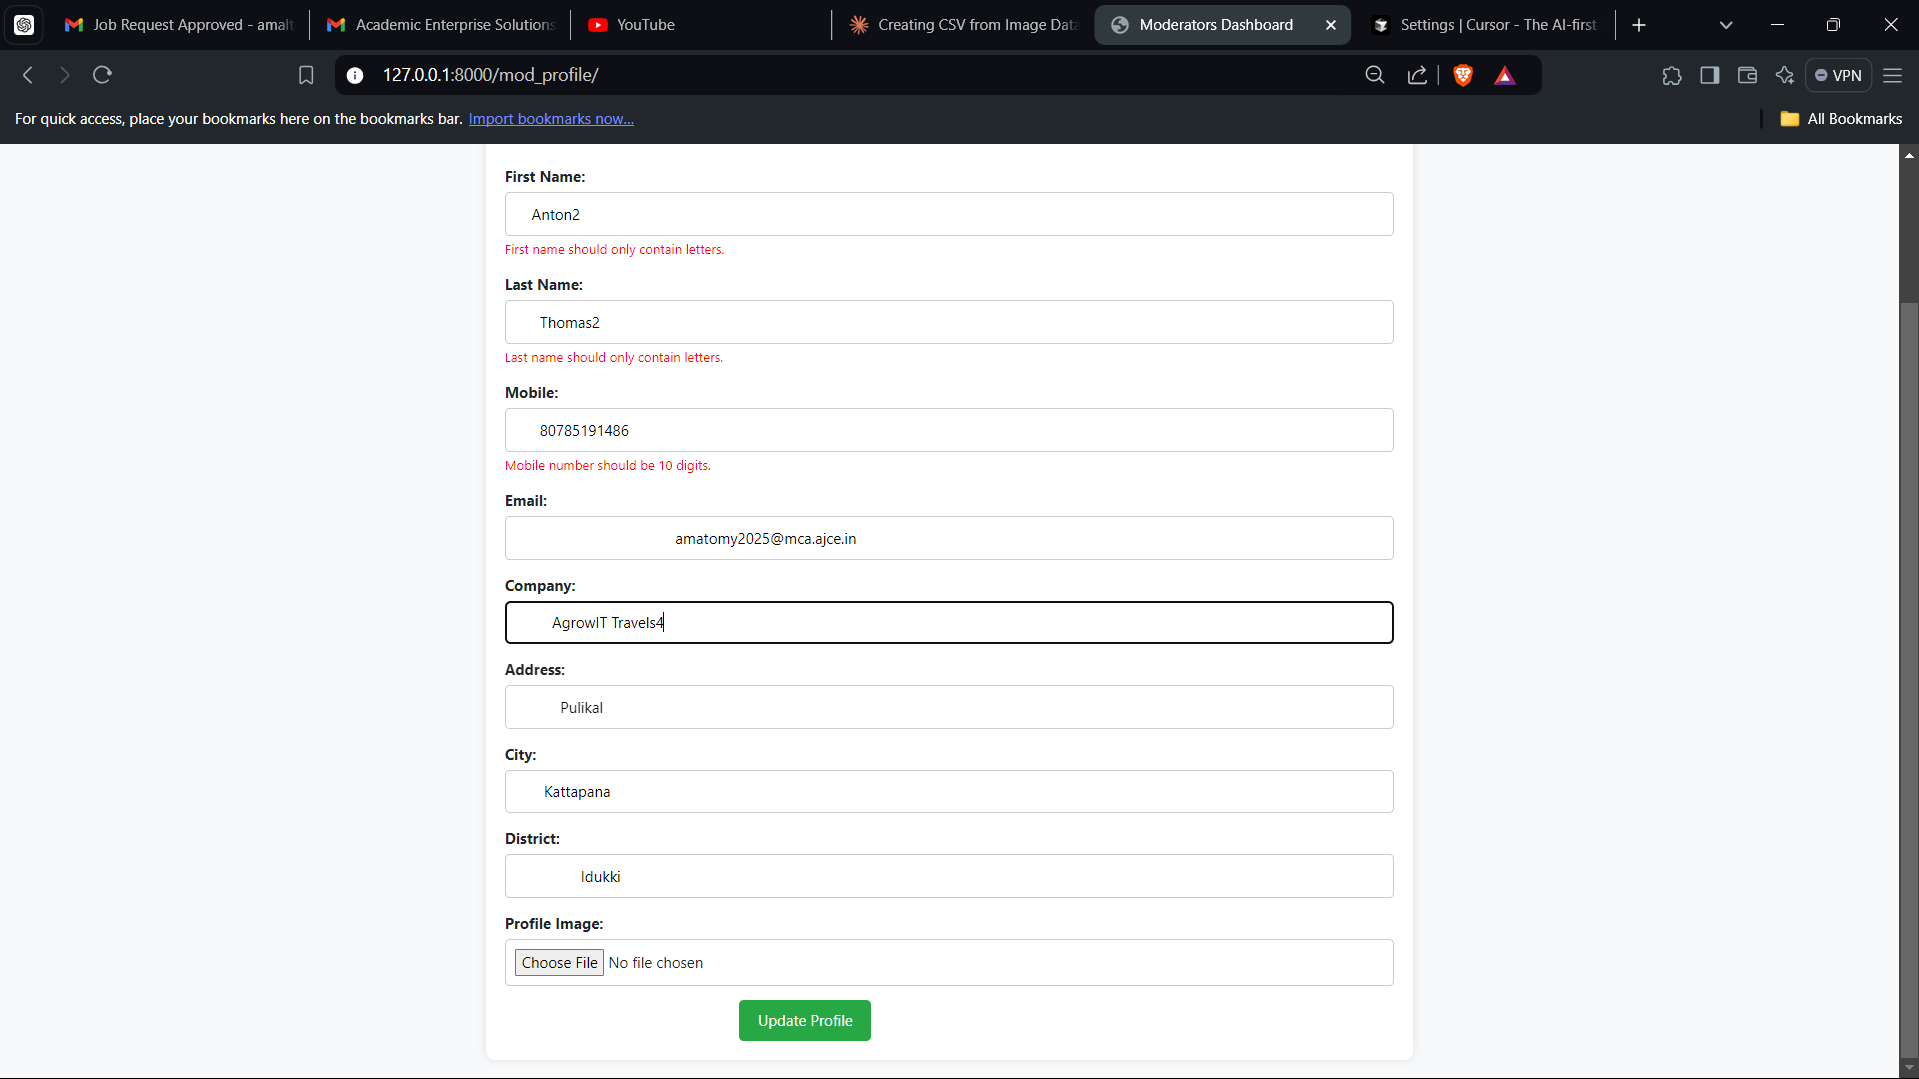 Job Request Approved - amalt
Academic Enterprise Solutions
YouTube
Creating CSV from Image Data
Moderators Dashboard
Settings | Cursor - The AI-first
127.0.0.1:8000/mod_profile/
VPN
For quick access, place your bookmarks here on the bookmarks bar. Import bookmarks now...
All Bookmarks
First Name:
Anton2
First name should only contain letters.
Last Name:
Thomas2
Last name should only contain letters.
Mobile:
80785191486
Mobile number should be 10 digits.
Email:
amatomy2025@mca.ajce.in
Company:
AgrowIT Travels4
Address:
Pulikal
City:
Kattapana
District:
Idukki
Profile Image:
Choose File No file chosen
Update Profile